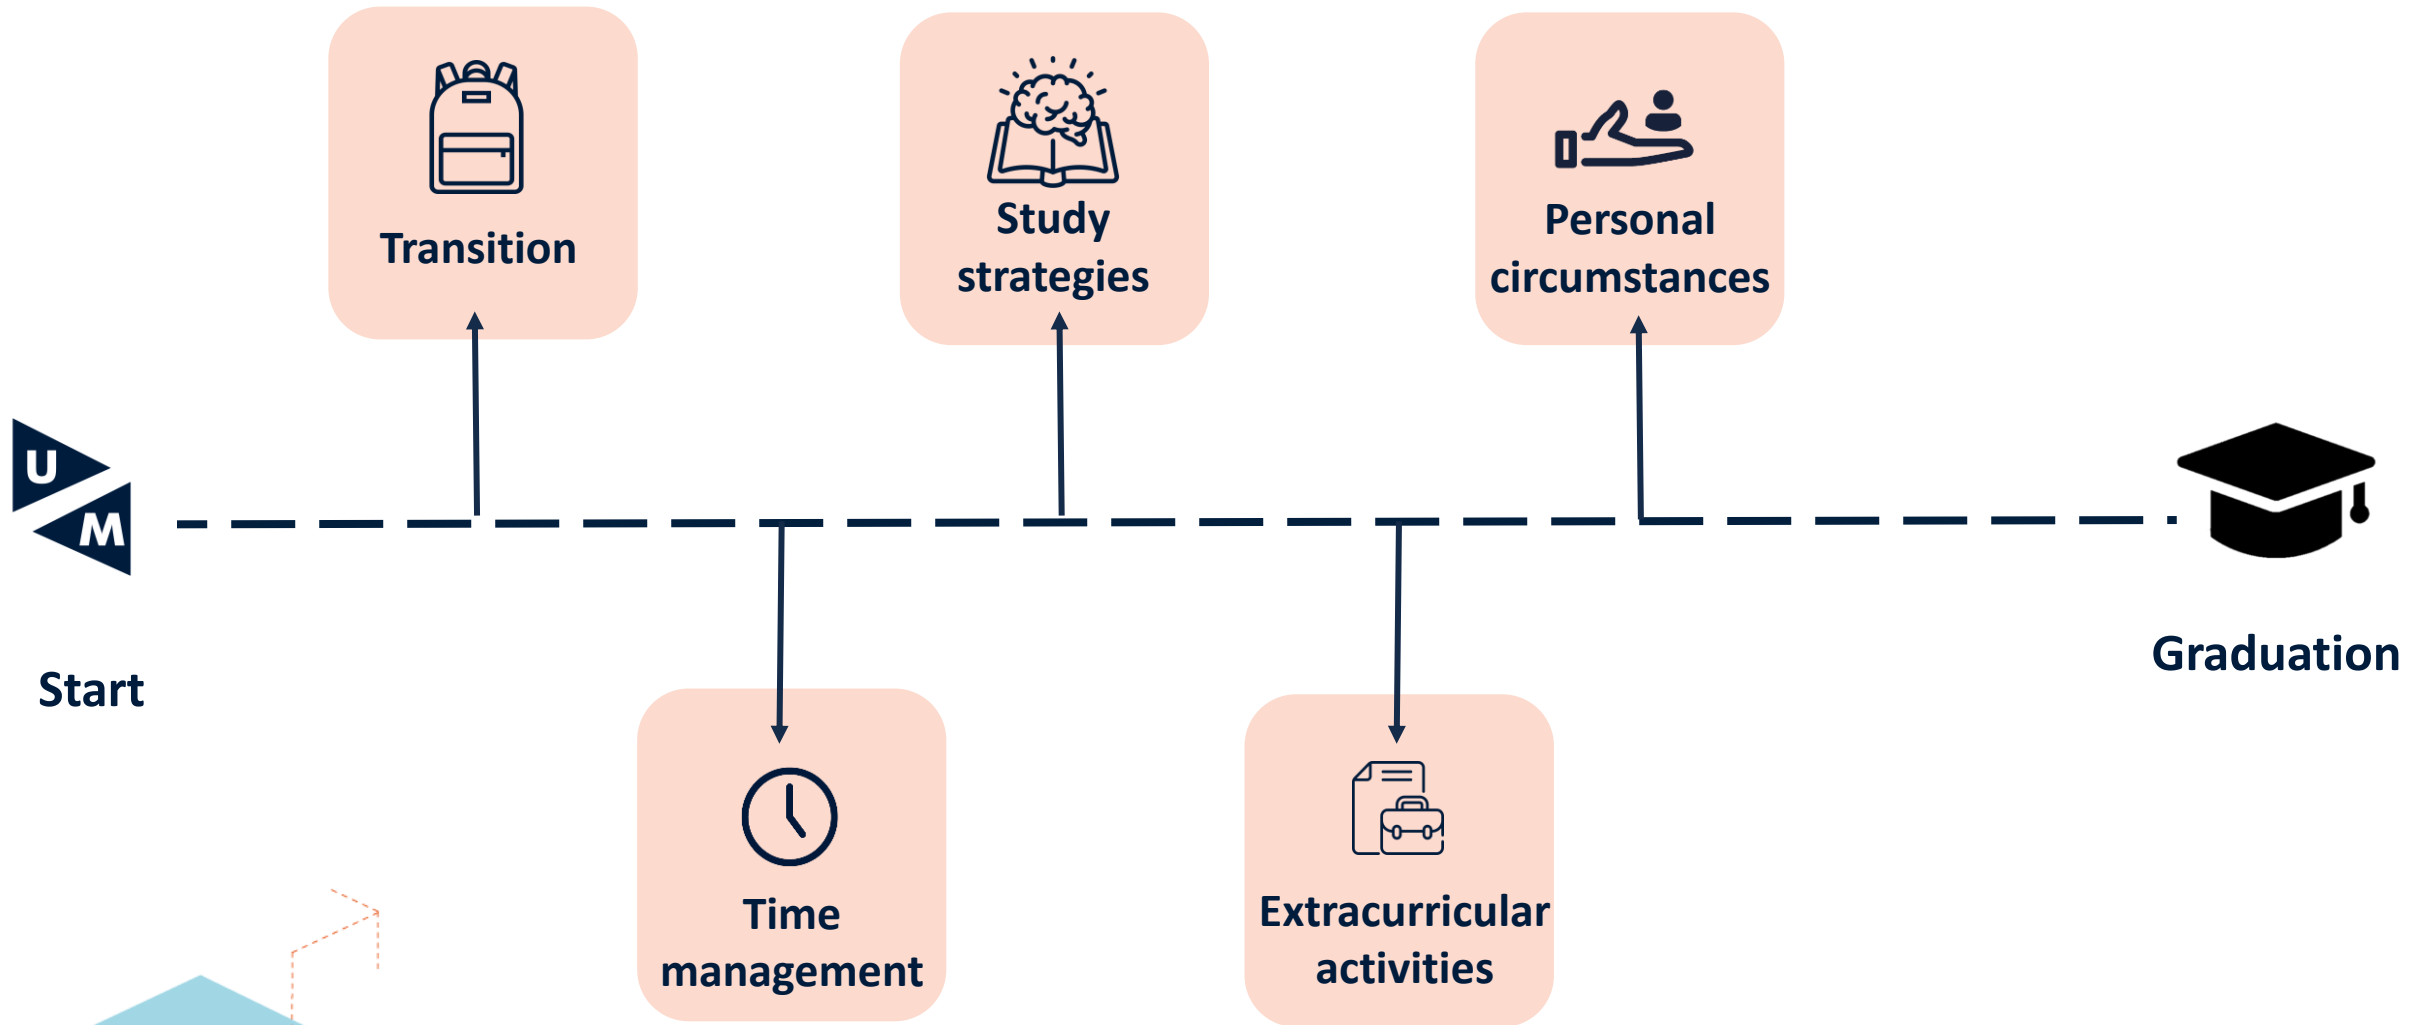 Transition
Study
strategies
Personal
circumstances
U
M
Start
Graduation
Time
management
Extracurricular
activities